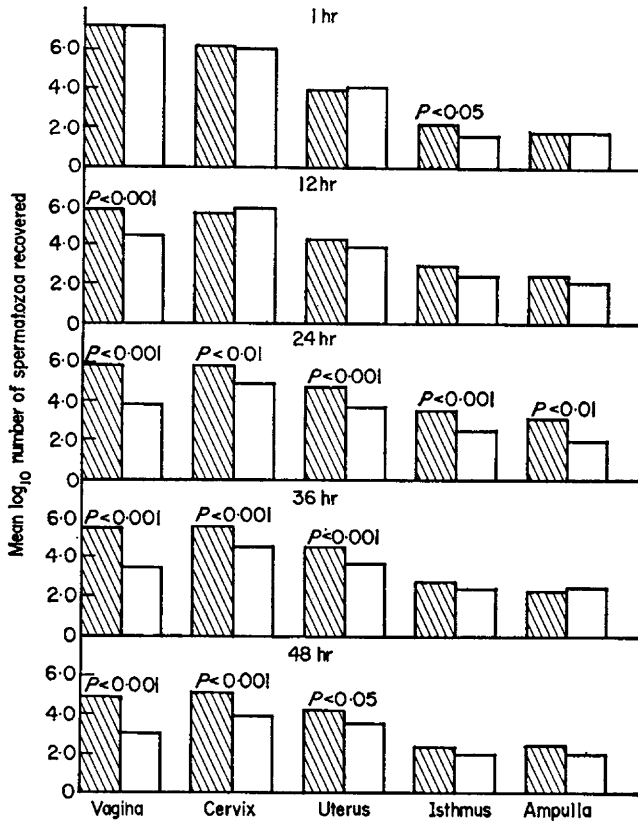 1 hr
6·0
4·0
2·0
0
P<0·05
12hr
6·0
4·0
2·0
0
P<0·001
24hr
6·0
4·0
2·0
0
P<0·001
P<0·01
P<0·001
P<0·001
P<0·01
36 hr
6·0
4·0
2·0
0
P<0·001
P<0·001
P<0·001
48 hr
6·0
4·0
2·0
0
P<0·001
P<0·001
P<0·05
Vagina Cervix Uterus Isthmus Ampulla
Mean log10 number of spermatozoa recovered